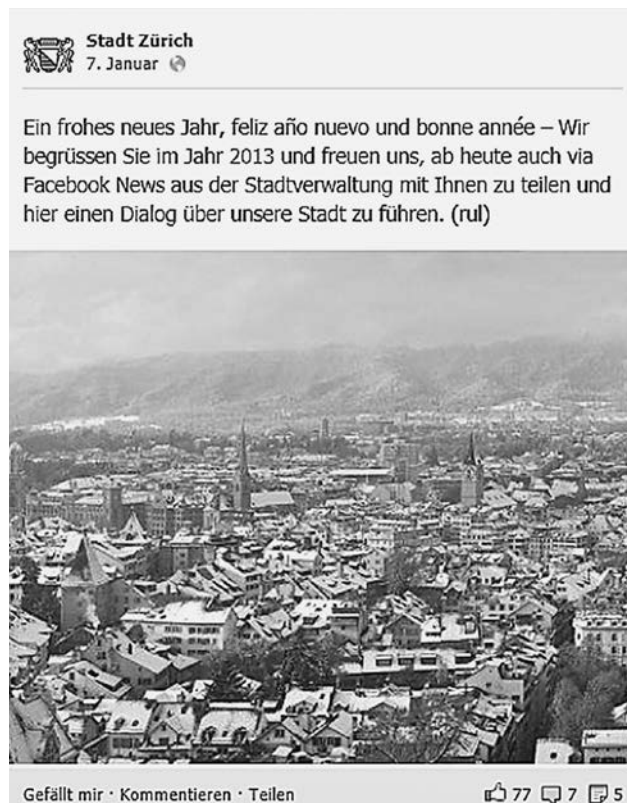 Stadt Zürich
7. Januar
Ein frohes neues Jahr, feliz año nuevo und bonne année – Wir
begrüssen Sie im Jahr 2013 und freuen uns, ab heute auch via
Facebook News aus der Stadtverwaltung mit Ihnen zu teilen und
hier einen Dialog über unsere Stadt zu führen. (rul)
Gefällt mir · Kommentieren · Teilen 77 7 5